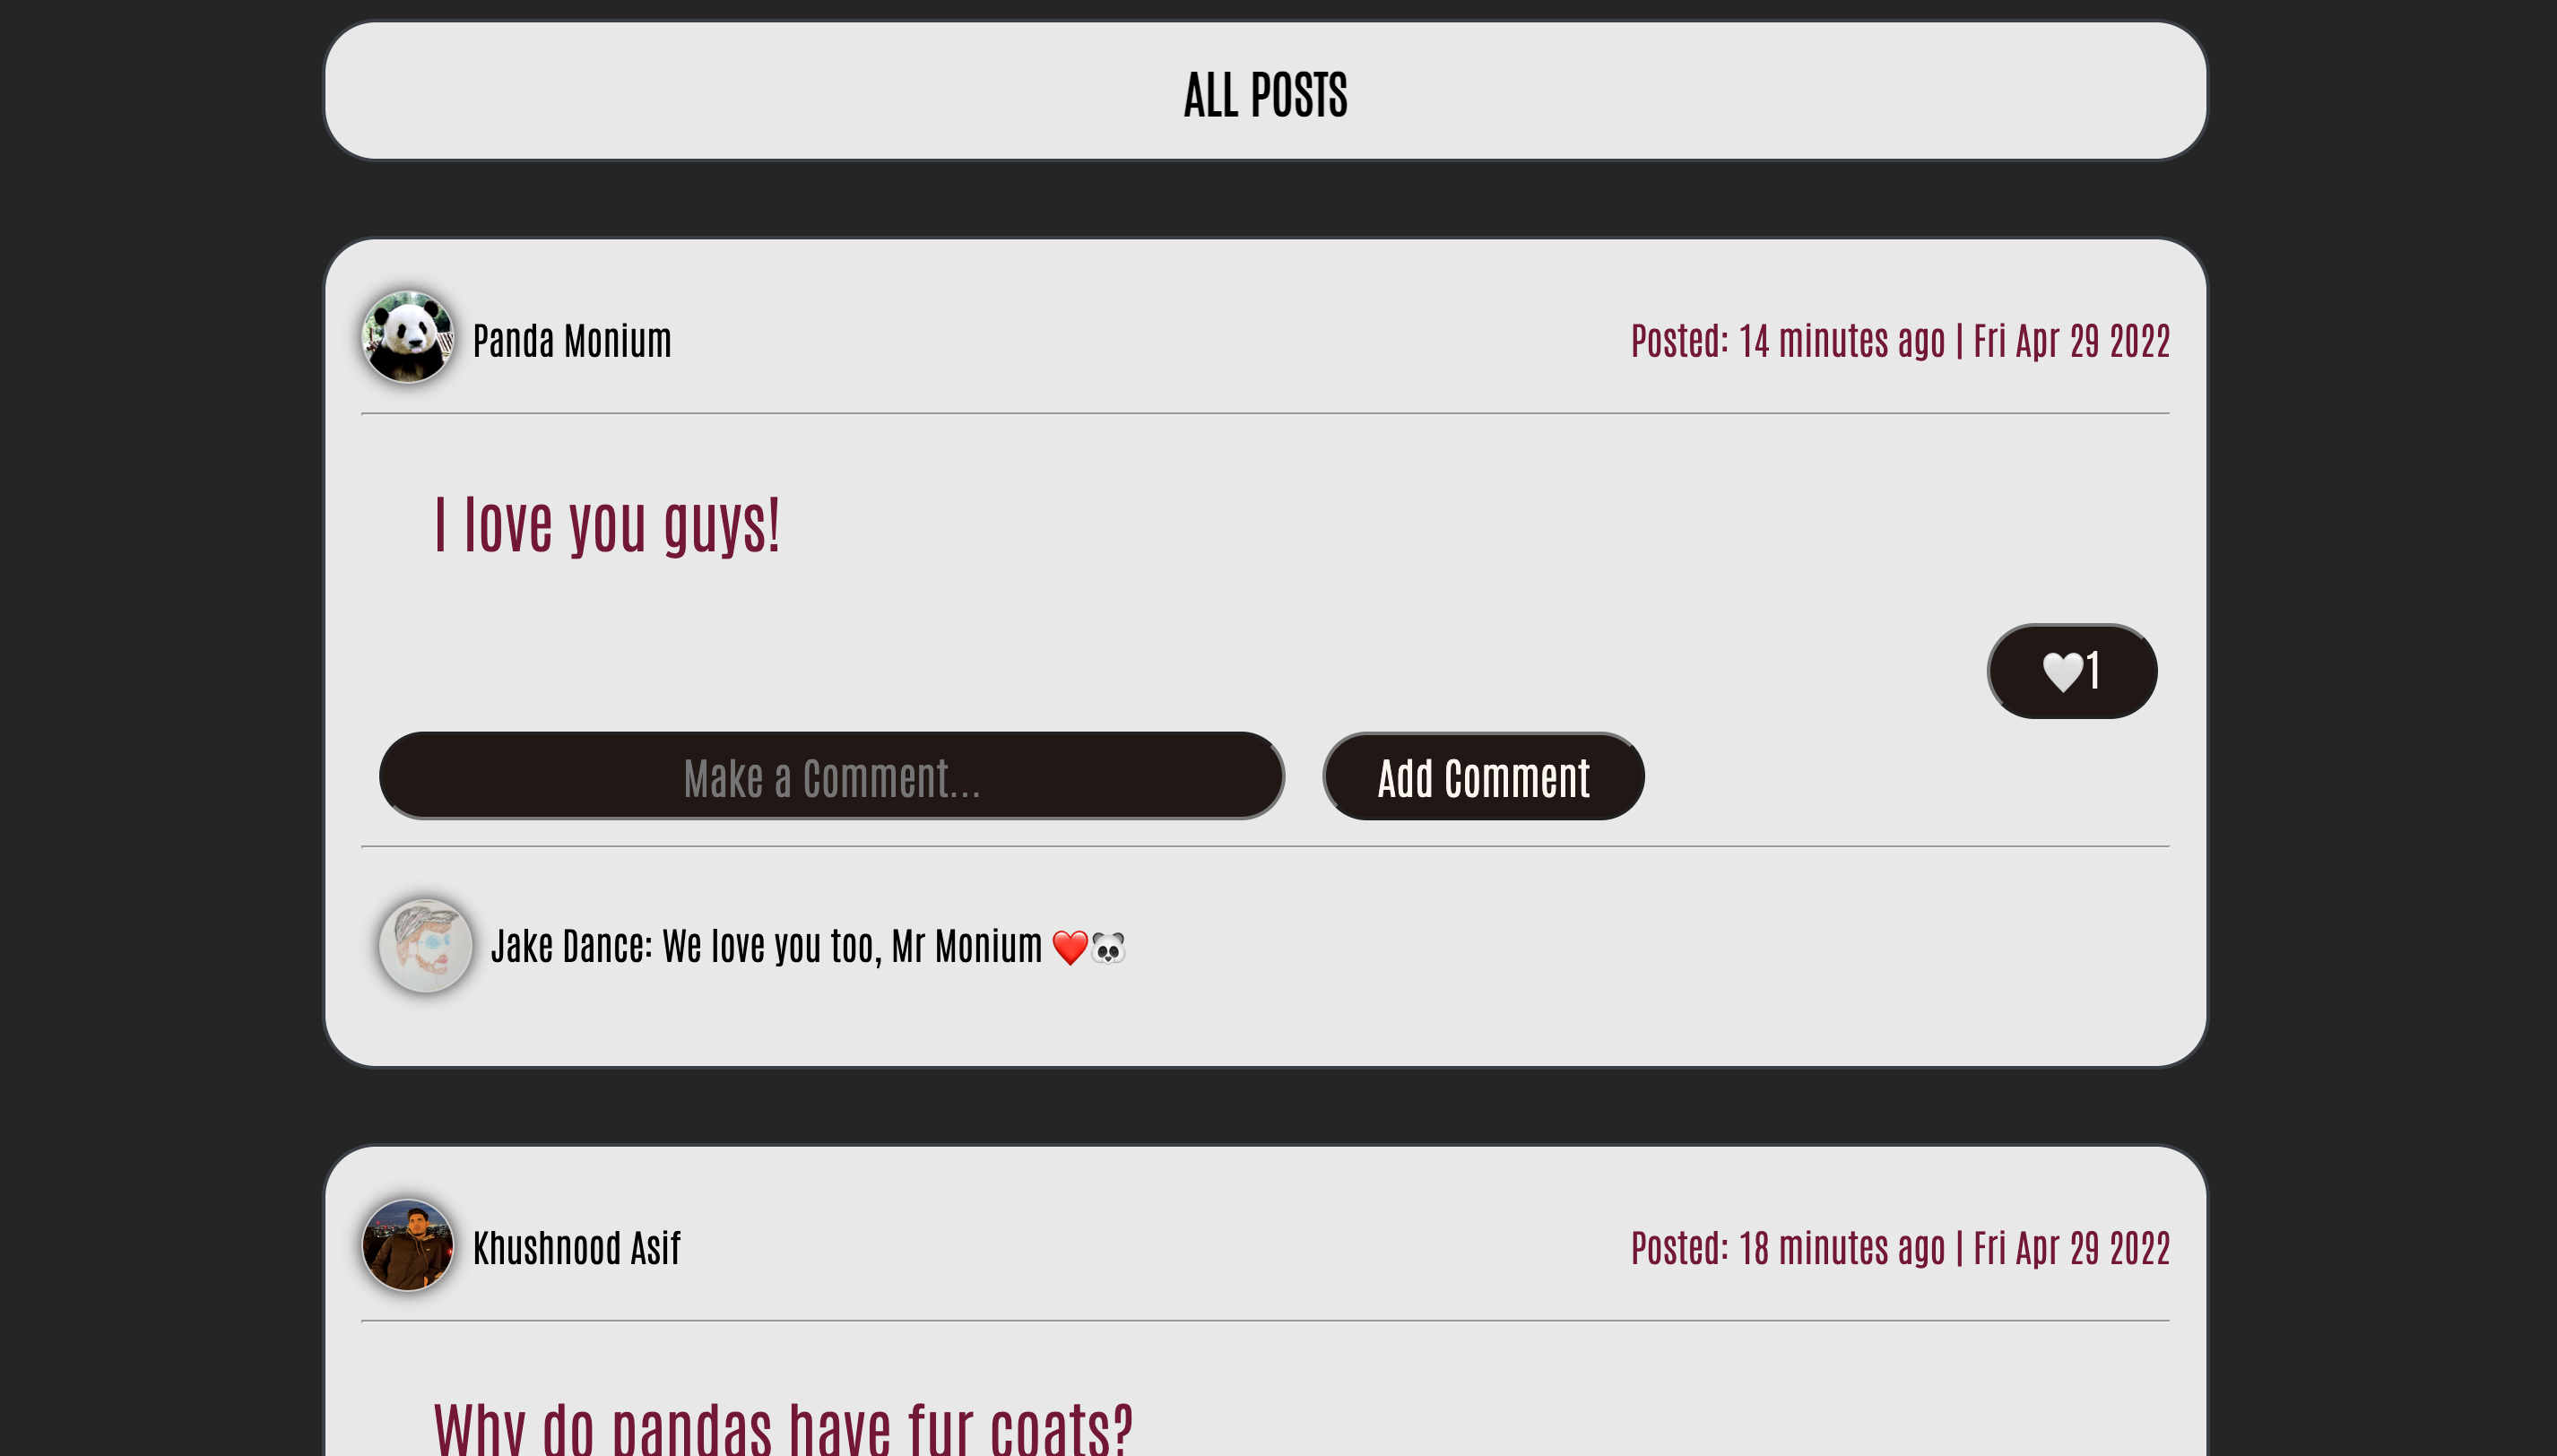 ALL POSTS
Panda Monium
Posted: 14 minutes ago | Fri Apr 29 2022
I love you guys!
🤍1
Make a Comment...
Add Comment
Jake Dance: We love you too, Mr Monium ❤️🐼
Khushnood Asif
Posted: 18 minutes ago | Fri Apr 29 2022
Why do pandas have fur coats?